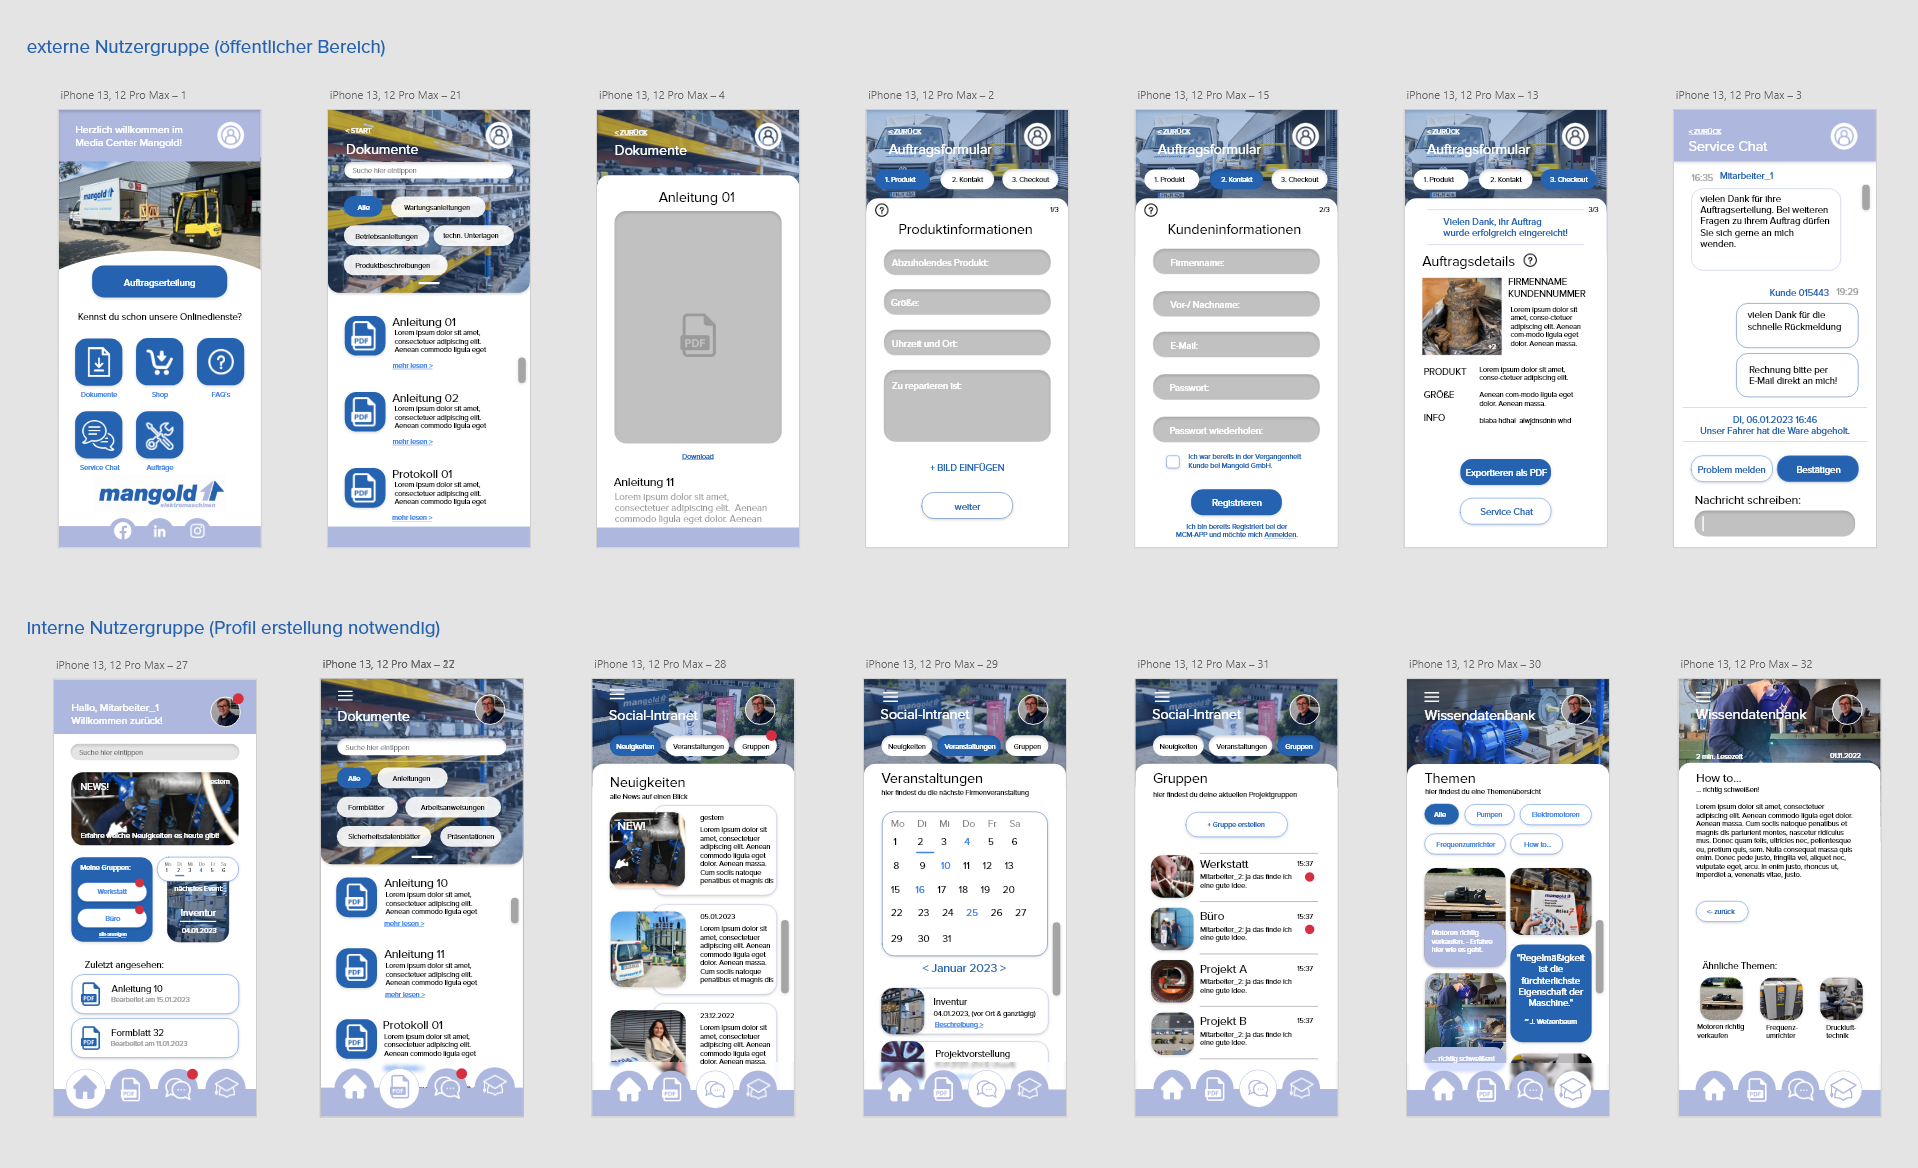 externe Nutzergruppe (öffentlicher Bereich)
iPhone 13, 12 Pro Max – 1
Herzlich willkommen im
Media Center Mangold!
mangold
Auftragserteilung
Kennst du schon unsere Onlinedienste?
Dokumente
Shop
FAQ's
Service Chat
Aufträge
mangold
elektromaschinen
iPhone 13, 12 Pro Max – 21
< START
Dokumente
Suche hier eintippen
Alle
Wartungsanleitungen
Betriebsanleitungen
techn. Unterlagen
Produktbeschreibungen
PDF
Anleitung 01
Lorem ipsum dolor sit amet,
consectetuer adipiscing elit.
Aenean commodo ligula eget
mehr lesen >
PDF
Anleitung 02
Lorem ipsum dolor sit amet,
consectetuer adipiscing elit.
Aenean commodo ligula eget
mehr lesen >
PDF
Protokoll 01
Lorem ipsum dolor sit amet,
consectetuer adipiscing elit.
Aenean commodo ligula eget
mehr lesen >
iPhone 13, 12 Pro Max – 4
< ZURÜCK
Dokumente
Anleitung 01
PDF
Download
Anleitung 11
Lorem ipsum dolor sit amet,
consectetuer adipiscing elit. Aenean
commodo ligula eget dolor. Aenean
iPhone 13, 12 Pro Max – 2
< ZURÜCK
Auftragsformular
1. Produkt
2. Kontakt
3. Checkout
?
1/3
Produktinformationen
Abzuholendes Produkt:
Größe:
Uhrzeit und Ort:
Zu reparieren ist:
+ BILD EINFÜGEN
weiter
iPhone 13, 12 Pro Max – 15
< ZURÜCK
Auftragsformular
1. Produkt
2. Kontakt
3. Checkout
?
2/3
Kundeninformationen
Firmenname:
Vor-/ Nachname:
E-Mail:
Passwort:
Passwort wiederholen:
Ich war bereits in der Vergangenheit
Kunde bei Mangold GmbH.
Registrieren
Ich bin bereits Registriert bei der
MCM-APP und möchte mich Anmelden.
iPhone 13, 12 Pro Max – 13
< ZURÜCK
Auftragsformular
1. Produkt
2. Kontakt
3. Checkout
3/3
Vielen Dank, Ihr Auftrag
wurde erfolgreich eingereicht!
Auftragsdetails ?
+2
FIRMENNAME
KUNDENNUMMER
Lorem ipsum dolor sit
amet, conse-ctetuer
adipiscing elit. Aenean
com-modo ligula eget
dolor. Aenean massa.
PRODUKT
Lorem ipsum dolor sit amet,
conse-ctetuer adipiscing elit.
GRÖßE
Aenean com-modo ligula eget
dolor. Aenean massa.
INFO
blaba hdhai aiwjdnsdnin whd
Exportieren als PDF
Service Chat
iPhone 13, 12 Pro Max – 3
< ZURÜCK
Service Chat
16:35 Mitarbeiter_1
vielen Dank für Ihre
Auftragserteilung. Bei weiteren
Fragen zu Ihrem Auftrag dürfen
Sie sich gerne an mich
wenden.
Kunde 015443 19:29
vielen Dank für die
schnelle Rückmeldung
Rechnung bitte per
E-Mail direkt an mich!
Di, 06.01.2023 16:46
Unser Fahrer hat die Ware abgeholt.
Problem melden
Bestätigen
Nachricht schreiben:
Interne Nutzergruppe (Profil erstellung notwendig)
iPhone 13, 12 Pro Max – 27
Hallo, Mitarbeiter_1
Willkommen zurück!
Suche hier eintippen
NEWS!
gestern
Erfahre welche Neuigkeiten es heute gibt!
Meine Gruppen:
Werkstatt
Büro
alle anzeigen
Mo Di Mi Do Fr Sa
1 2 3 4 5 6
nächstes Event:
Inventur
04.01.2023
Zuletzt angesehen:
PDF
Anleitung 10
Bearbeitet am 15.01.2023
PDF
Formblatt 32
Bearbeitet am 11.01.2023
PDF
iPhone 13, 12 Pro Max – 22
Dokumente
Suche hier eintippen
Alle
Anleitungen
Formblätter
Arbeitsanweisungen
Sicherheitsdatenblätter
Präsentationen
PDF
Anleitung 10
Lorem ipsum dolor sit amet,
consectetuer adipiscing elit.
Aenean commodo ligula eget
mehr lesen >
PDF
Anleitung 11
Lorem ipsum dolor sit amet,
consectetuer adipiscing elit.
Aenean commodo ligula eget
mehr lesen >
PDF
Protokoll 01
Lorem ipsum dolor sit amet,
consectetuer adipiscing elit.
Aenean commodo ligula eget
PDF
iPhone 13, 12 Pro Max – 28
mangold
Social-Intranet
Neuigkeiten
Veranstaltungen
Gruppen
Neuigkeiten
alle News auf einen Blick
NEW!
gestern
Lorem ipsum dolor sit
amet, consectetuer
adipiscing elit. Aenean
commodo ligula eget
dolor. Aenean massa.
Cum sociis natoque
penatibus et magnis dis
mangold
05.01.2023
Lorem ipsum dolor sit
amet, consectetuer
adipiscing elit. Aenean
commodo ligula eget
dolor. Aenean massa.
Cum sociis natoque
penatibus et magnis dis
23.12.2022
Lorem ipsum dolor sit
amet, consectetuer
adipiscing elit. Aenean
commodo ligula eget
dolor. Aenean massa.
PDF
iPhone 13, 12 Pro Max – 29
mangold
Social-Intranet
Neuigkeiten
Veranstaltungen
Gruppen
Veranstaltungen
hier findest du die nächste Firmenveranstaltung
Mo Di Mi Do Fr Sa
1 2 3 4 5 6
8 9 10 11 12 13
15 16 17 18 19 20
22 23 24 25 26 27
29 30 31
< Januar 2023 >
Inventur
04.01.2023, (vor Ort & ganztägig)
Beschreibung >
Projektvorstellung
PDF
iPhone 13, 12 Pro Max – 31
mangold
Social-Intranet
Neuigkeiten
Veranstaltungen
Gruppen
Gruppen
hier findest du deine aktuellen Projektgruppen
+ Gruppe erstellen
Werkstatt 15:37
Mitarbeiter_2: ja das finde ich
eine gute Idee.
Büro 15:37
Mitarbeiter_2: ja das finde ich
eine gute Idee.
Projekt A 15:37
Mitarbeiter_2: ja das finde ich
eine gute Idee.
Projekt B 15:37
Mitarbeiter_2: ja das finde ich
eine gute Idee.
PDF
iPhone 13, 12 Pro Max – 30
Wissendatenbank
Themen
hier findest du eine Themenübersicht
Alle
Pumpen
Elektromotoren
Frequenzumrichter
How to...
Motoren richtig
verkaufen. - Erfahre
hier wie es geht.
"Regelmäßigkeit
ist die
fürchterlichste
Eigenschaft der
Maschine."
~ J. Weizenbaum
... richtig schweißen!
PDF
iPhone 13, 12 Pro Max – 32
Wissendatenbank
2 min. Lesezeit
01.11.2022
How to...
... richtig schweißen!
Lorem ipsum dolor sit amet, consectetuer
adipiscing elit. Aenean commodo ligula eget dolor.
Aenean massa. Cum sociis natoque penatibus et
magnis dis parturient montes, nascetur ridiculus
mus. Donec quam felis, ultricies nec, pellentesque
eu, pretium quis, sem. Nulla consequat massa quis
enim. Donec pede justo, fringilla vel, aliquet nec,
vulputate eget, arcu. In enim justo, rhoncus ut,
imperdiet a, venenatis vitae, justo.
<- zurück
Ähnliche Themen:
Motoren richtig
verkaufen
Frequenz-
umrichter
Druckluft-
technik
PDF